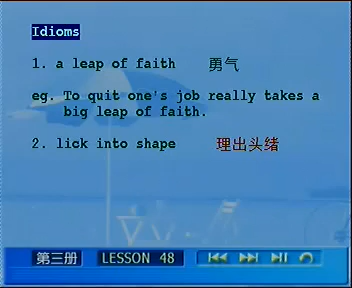 Idioms
1. a leap of faith 勇气
eg. To quit one's job really takes a
big leap of faith.
2. lick into shape 理出头绪
第三册 LESSON 48